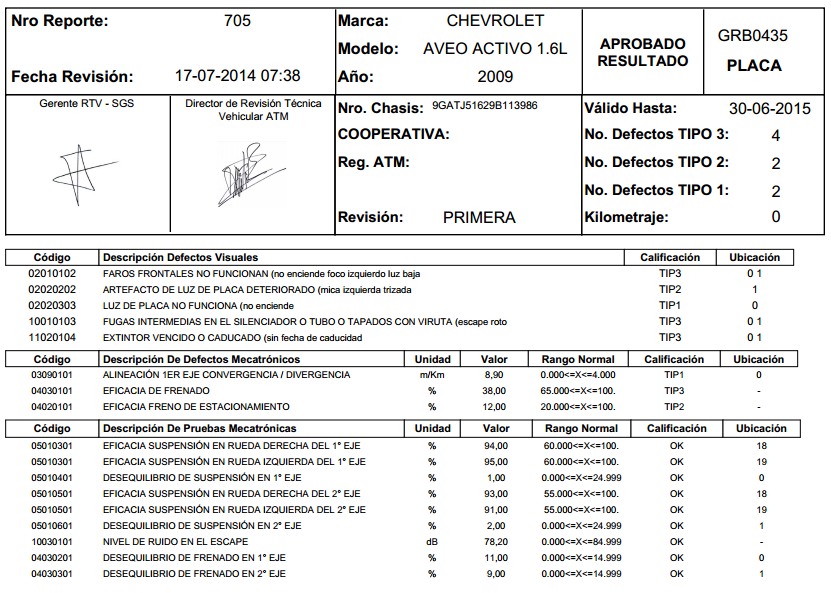 Nro Reporte: 705
Fecha Revisión: 17-07-2014 07:38
Marca: CHEVROLET
Modelo: AVEO ACTIVO 1.6L
Año: 2009
APROBADO
RESULTADO
GRB0435
PLACA
Gerente RTV - SGS
Director de Revisión Técnica
Vehicular ATM
Nro. Chasis: 9GATJ51629B113986
COOPERATIVA:
Reg. ATM:
Revisión: PRIMERA
Válido Hasta: 30-06-2015
No. Defectos TIPO 3: 4
No. Defectos TIPO 2: 2
No. Defectos TIPO 1: 2
Kilometraje: 0
Código Descripción Defectos Visuales Calificación Ubicación
02010102 FAROS FRONTALES NO FUNCIONAN (no enciende foco izquierdo luz baja TIP3 0 1
02020202 ARTEFACTO DE LUZ DE PLACA DETERIORADO (mica izquierda trizada TIP2 1
02020303 LUZ DE PLACA NO FUNCIONA (no enciende TIP1 0
10010103 FUGAS INTERMEDIAS EN EL SILENCIADOR O TUBO O TAPADOS CON VIRUTA (escape roto TIP3 0 1
11020104 EXTINTOR VENCIDO O CADUCADO (sin fecha de caducidad TIP3 0 1
Código Descripción De Defectos Mecatrónicos Unidad Valor Rango Normal Calificación Ubicación
03090101 ALINEACIÓN 1ER EJE CONVERGENCIA / DIVERGENCIA m/Km 8,90 0.000<=X<=4.000 TIP1 0
04030101 EFICACIA DE FRENADO % 38,00 65.000<=X<=100. TIP3 -
04020101 EFICACIA FRENO DE ESTACIONAMIENTO % 12,00 20.000<=X<=100. TIP2 -
Código Descripción De Pruebas Mecatrónicas Unidad Valor Rango Normal Calificación Ubicación
05010301 EFICACIA SUSPENSIÓN EN RUEDA DERECHA DEL 1° EJE % 94,00 60.000<=X<=100. OK 18
05010301 EFICACIA SUSPENSIÓN EN RUEDA IZQUIERDA DEL 1° EJE % 95,00 60.000<=X<=100. OK 19
05010401 DESEQUILIBRIO DE SUSPENSIÓN EN 1° EJE % 1,00 0.000<=X<=24.999 OK 0
05010501 EFICACIA SUSPENSIÓN EN RUEDA DERECHA DEL 2° EJE % 93,00 55.000<=X<=100. OK 18
05010501 EFICACIA SUSPENSIÓN EN RUEDA IZQUIERDA DEL 2° EJE % 91,00 55.000<=X<=100. OK 19
05010601 DESEQUILIBRIO DE SUSPENSIÓN EN 2° EJE % 2,00 0.000<=X<=24.999 OK 1
10030101 NIVEL DE RUIDO EN EL ESCAPE dB 78,20 0.000<=X<=84.999 OK -
04030201 DESEQUILIBRIO DE FRENADO EN 1° EJE % 11,00 0.000<=X<=14.999 OK 0
04030301 DESEQUILIBRIO DE FRENADO EN 2° EJE % 9,00 0.000<=X<=14.999 OK 1